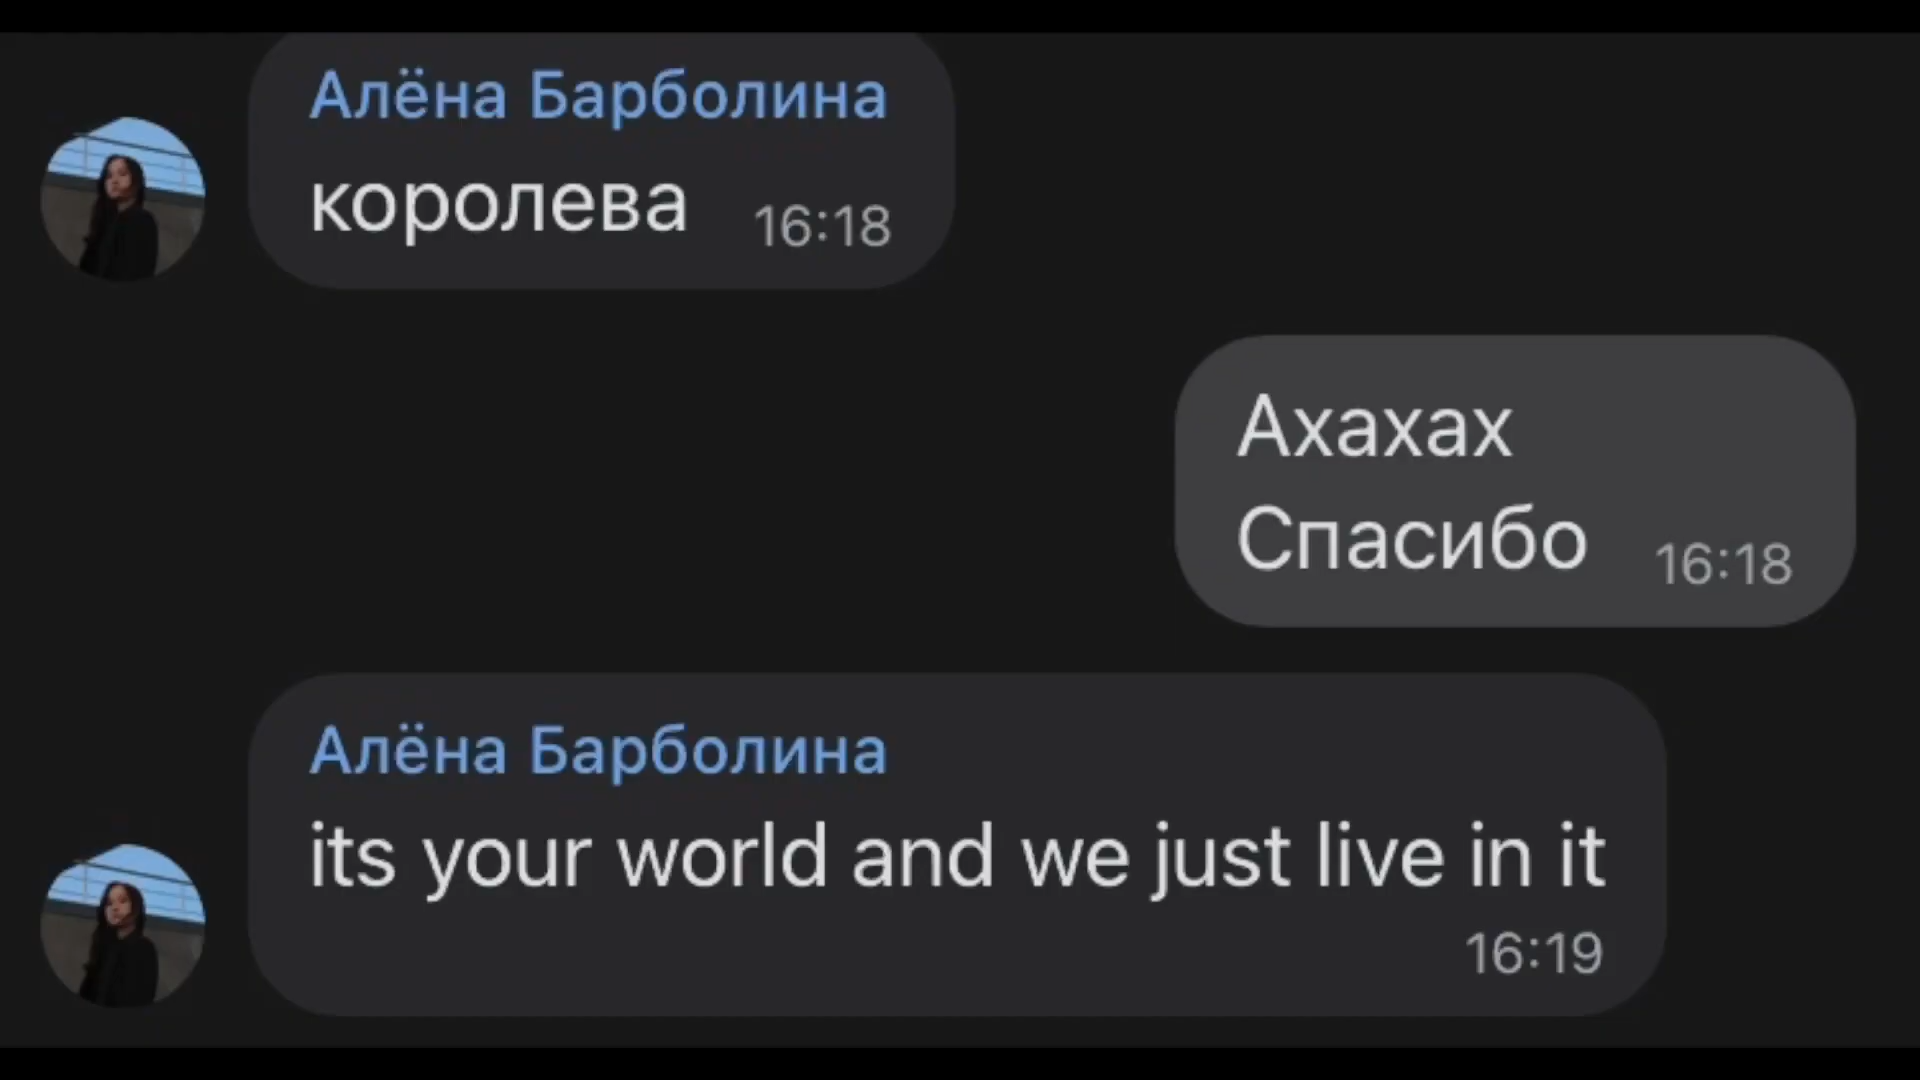 Алёна Барболина
королева 16:18
Ахахах
Спасибо 16:18
Алёна Барболина
its your world and we just live in it
16:19